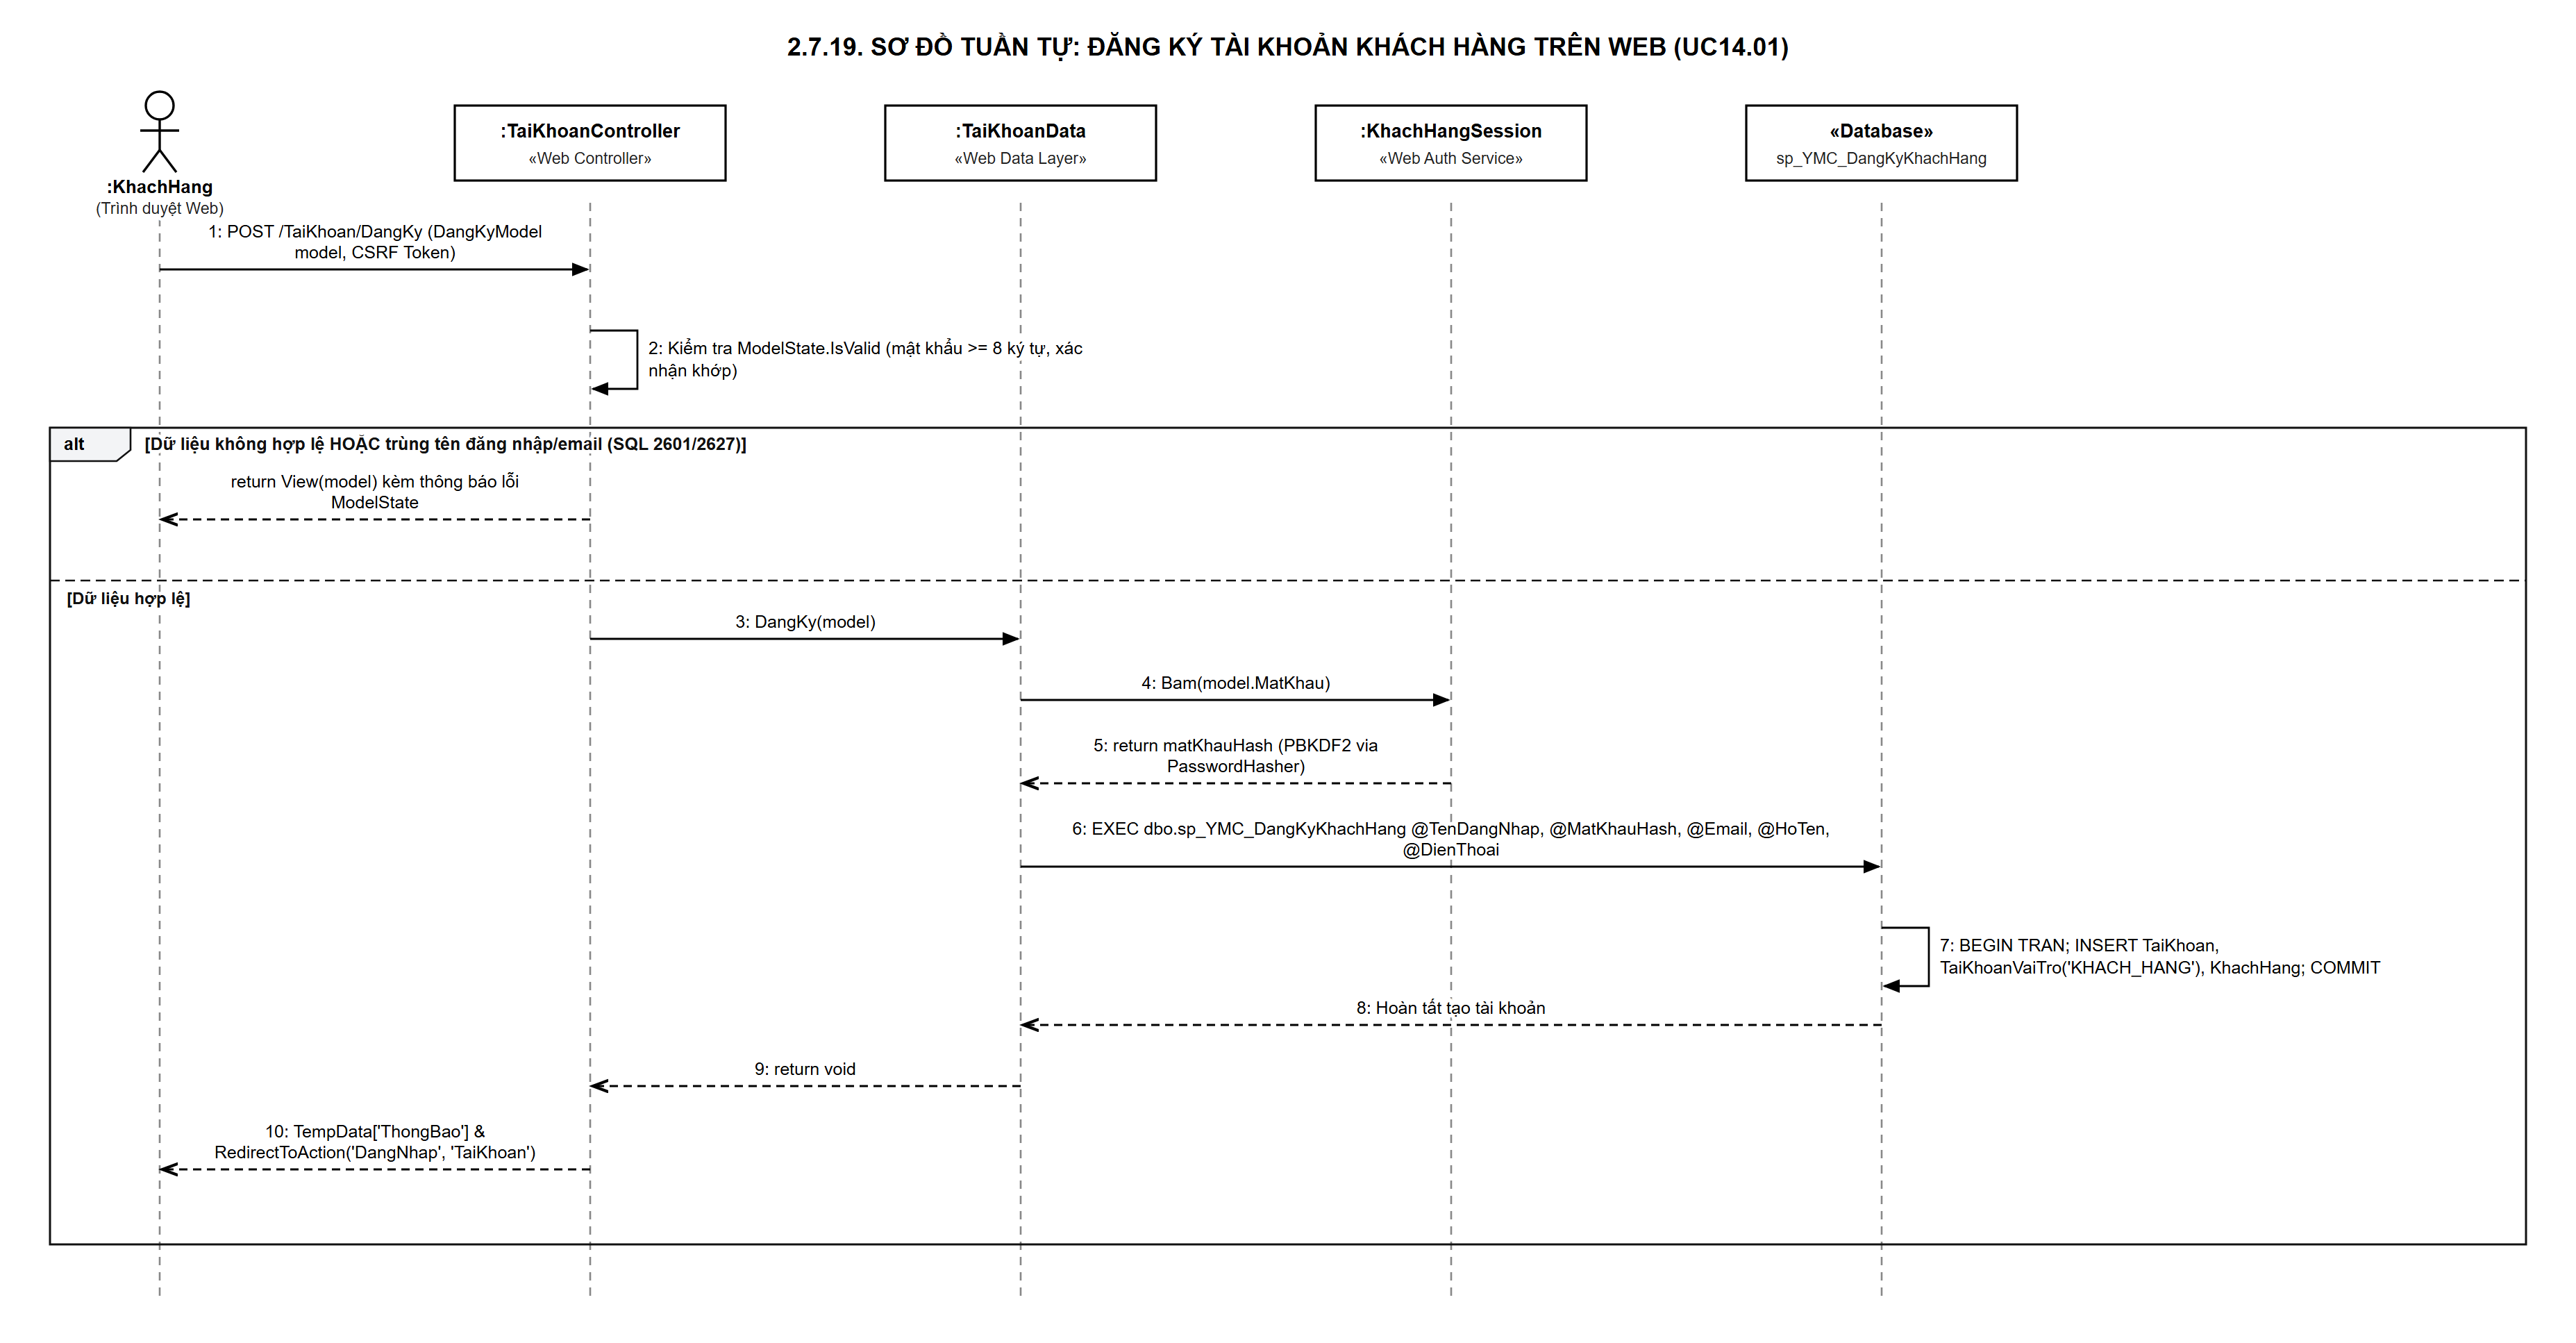 2.7.19. SƠ ĐỒ TUẦN TỰ: ĐĂNG KÝ TÀI KHOẢN KHÁCH HÀNG TRÊN WEB (UC14.01)
:KhachHang
(Trình duyệt Web)
:TaiKhoanController
«Web Controller»
:TaiKhoanData
«Web Data Layer»
:KhachHangSession
«Web Auth Service»
«Database»
sp_YMC_DangKyKhachHang
1: POST /TaiKhoan/DangKy (DangKyModel
model, CSRF Token)
2: Kiểm tra ModelState.IsValid (mật khẩu >= 8 ký tự, xác
nhận khớp)
alt
[Dữ liệu không hợp lệ HOẶC trùng tên đăng nhập/email (SQL 2601/2627)]
return View(model) kèm thông báo lỗi
ModelState
[Dữ liệu hợp lệ]
3: DangKy(model)
4: Bam(model.MatKhau)
5: return matKhauHash (PBKDF2 via
PasswordHasher)
6: EXEC dbo.sp_YMC_DangKyKhachHang @TenDangNhap, @MatKhauHash, @Email, @HoTen,
@DienThoai
7: BEGIN TRAN; INSERT TaiKhoan,
TaiKhoanVaiTro('KHACH_HANG'), KhachHang; COMMIT
8: Hoàn tất tạo tài khoản
9: return void
10: TempData['ThongBao'] &
RedirectToAction('DangNhap', 'TaiKhoan')